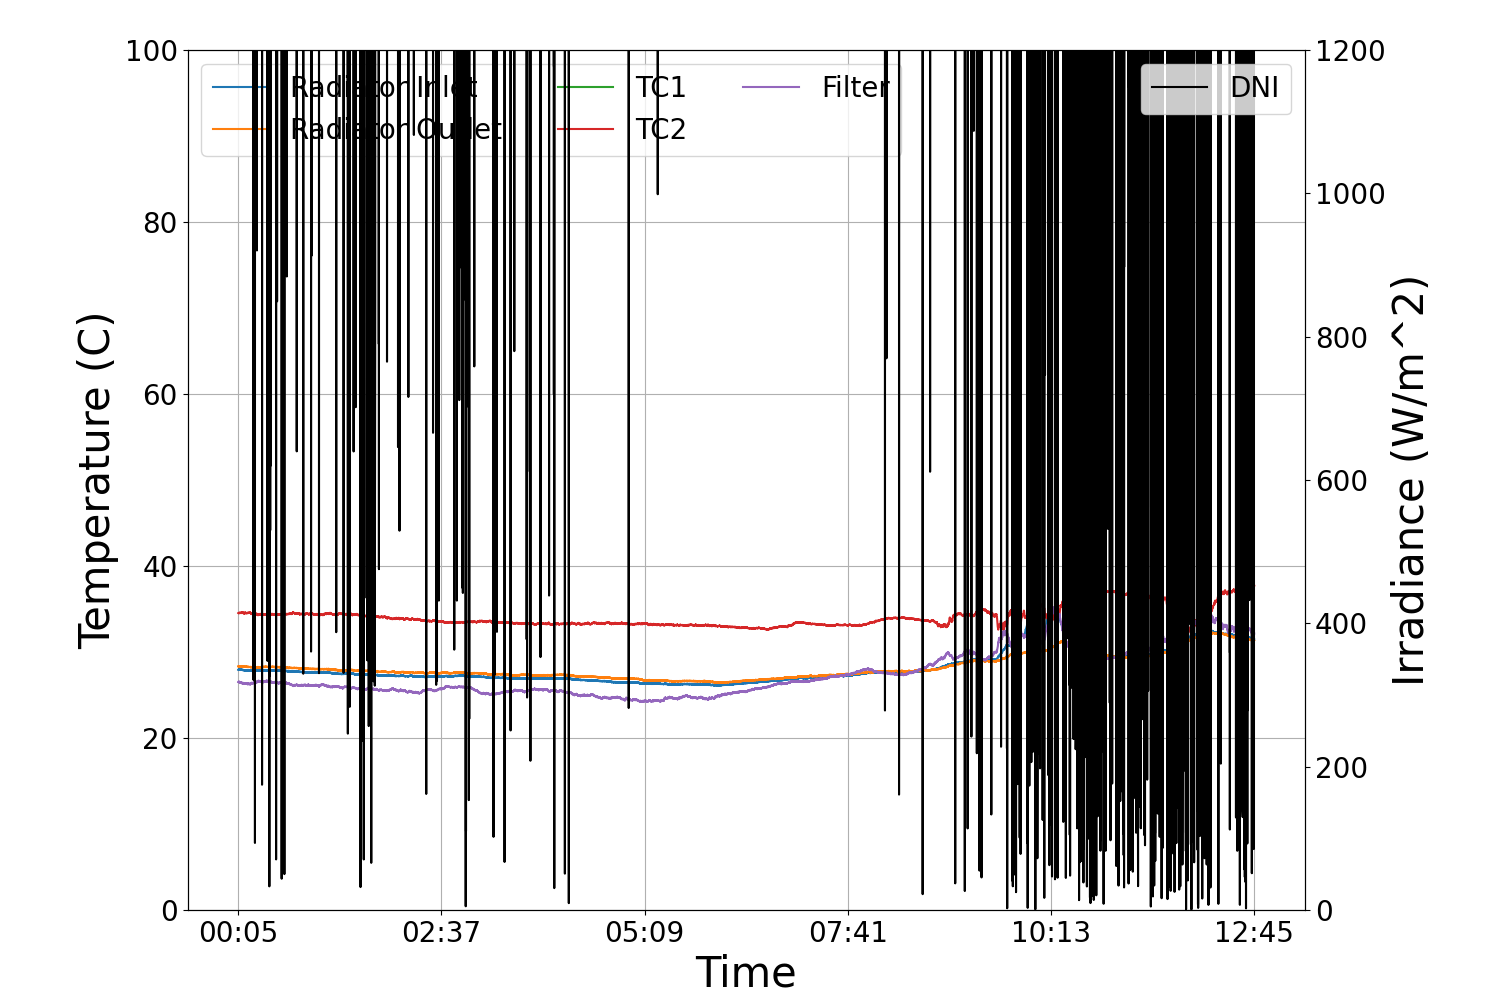 100
80
60
40
20
0
Temperature (C)
Radiator Inlet
Radiator Outlet
TC1
TC2
Filter
DNI
1200
1000
800
600
400
200
0
Irradiance (W/m^2)
00:05
02:37
05:09
07:41
10:13
12:45
Time